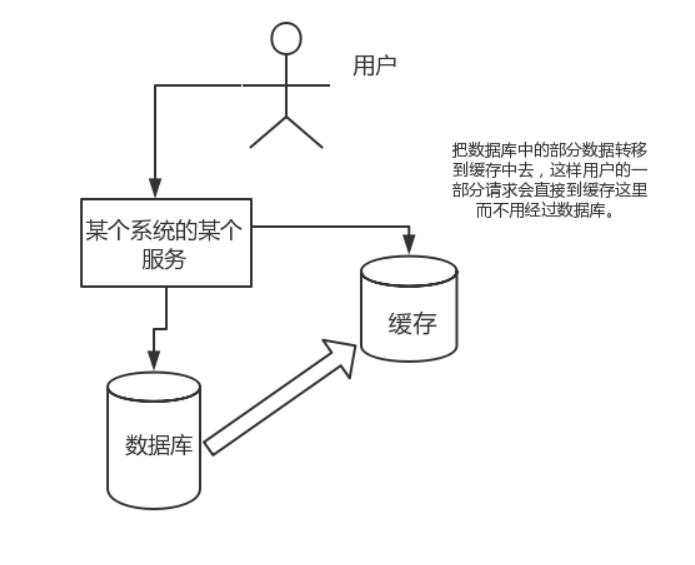 用户
把数据库中的部分数据转移
到缓存中去，这样用户的一
部分请求会直接到缓存这里
而不用经过数据库。
某个系统的某个
服务
缓存
数据库